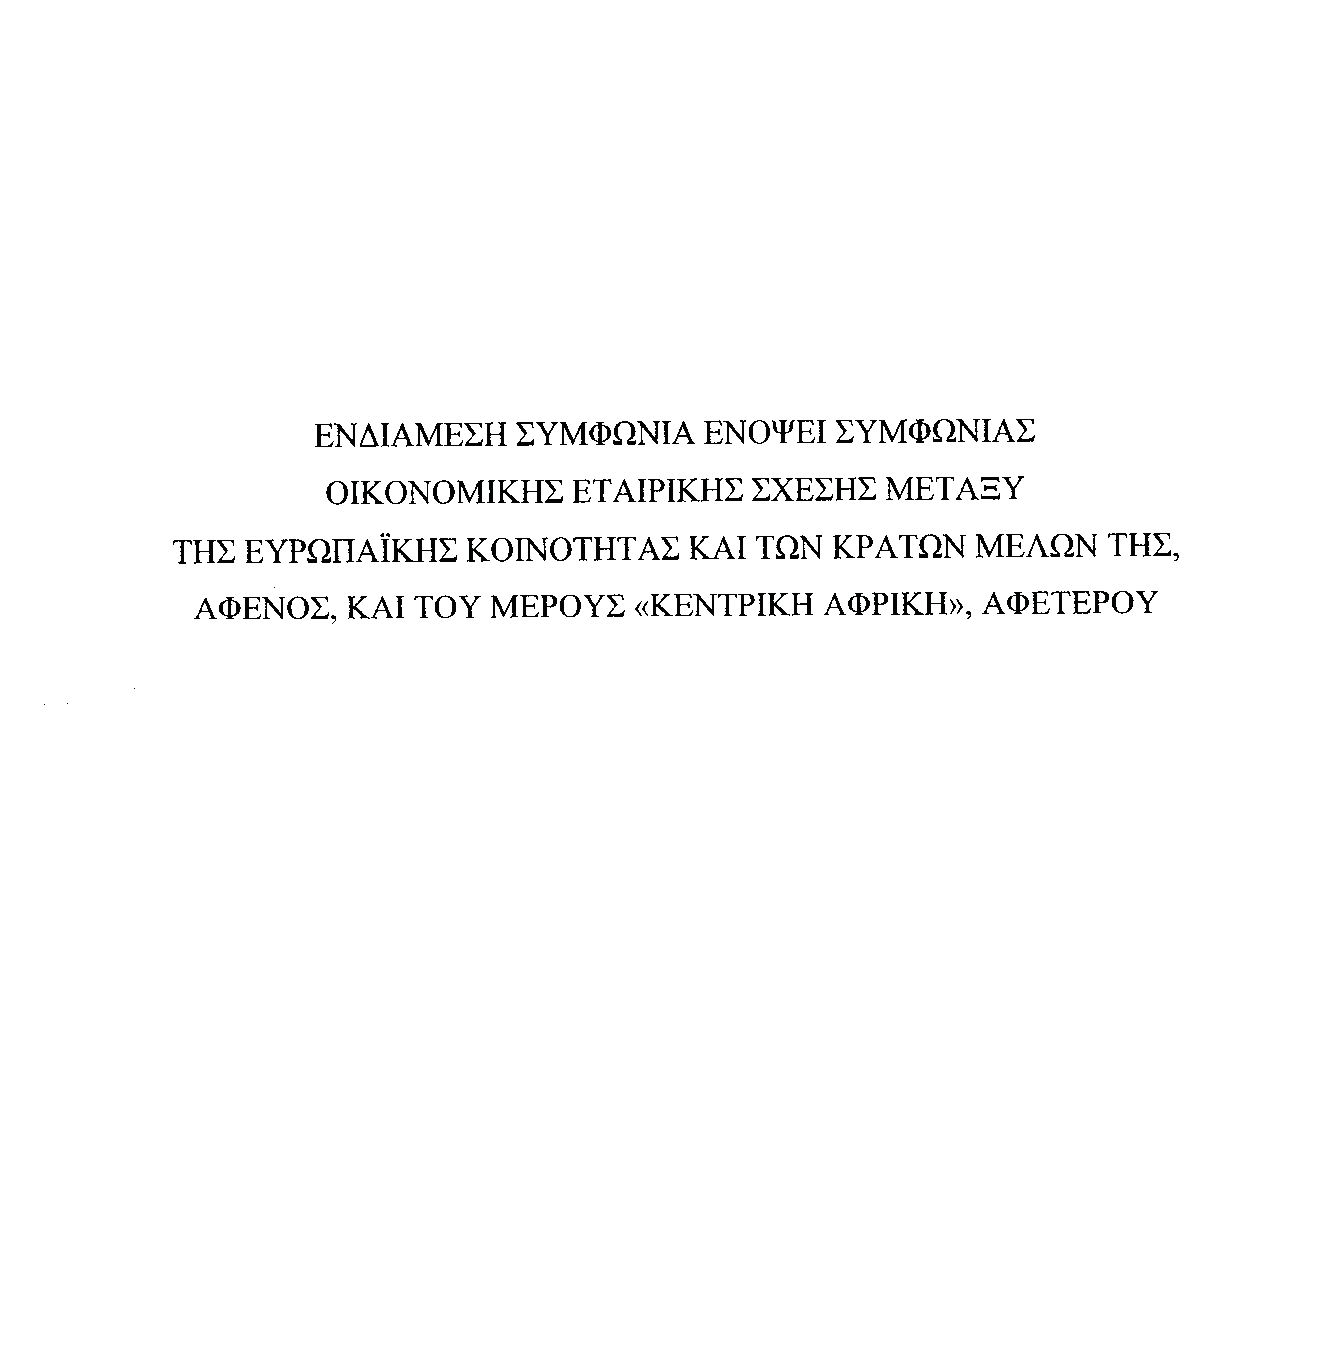 ΕΝΔΙΑΜΕΣΗ ΣΥΜΦΩΝΙΑ ΕΝΟΨΕΙ ΣΥΜΦΩΝΙΑΣ
ΟΙΚΟΝΟΜΙΚΗΣ ΕΤΑΙΡΙΚΗΣ ΣΧΕΣΗΣ ΜΕΤΑΞΥ
ΤΗΣ ΕΥΡΩΠΑΪΚΗΣ ΚΟΙΝΟΤΗΤΑΣ ΚΑΙ ΤΩΝ ΚΡΑΤΩΝ ΜΕΛΩΝ ΤΗΣ,
ΑΦΕΝΟΣ, ΚΑΙ ΤΟΥ ΜΕΡΟΥΣ «ΚΕΝΤΡΙΚΗ ΑΦΡΙΚΗ», ΑΦΕΤΕΡΟΥ